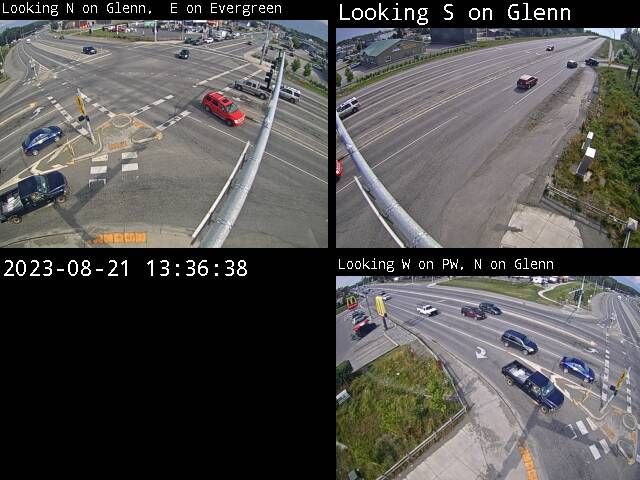 Looking N on Glenn,  E on Evergreen
Looking S on Glenn
2023-08-21 13:36:38
Looking W on PW, N on Glenn